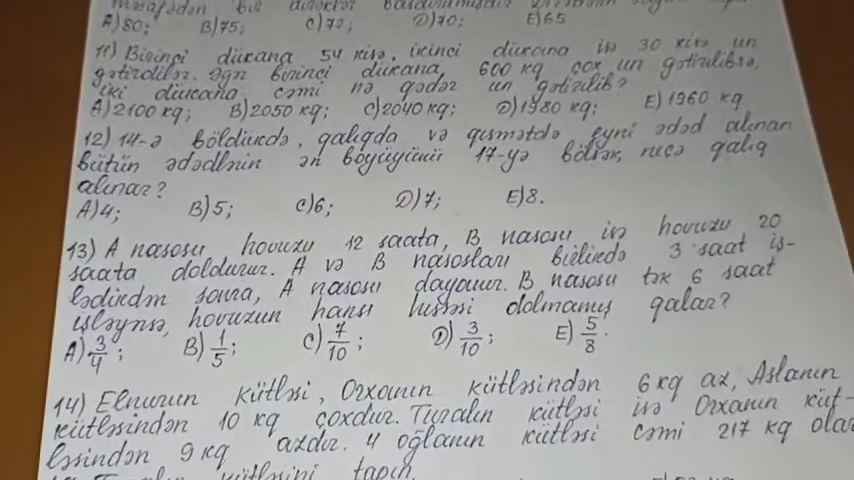 A)80; B)75; C)72; D)70; E)65
11) Birinci dükana 54 kisə, ikinci dükana isə 30 kisə un
gətirdilər. Əgər birinci dükana 600 kq çox un gətirilibsə,
iki dükana cəmi nə qədər un gətirilib?
A)2100 kq; B)2050 kq; C)2040 kq; D)1980 kq; E)1960 kq
12) 14-ə böldükdə, qalıqda və qismətdə eyni ədəd alınan
bütün ədədlərin ən böyüyünü 17-yə bölsək, neçə qalıq
alınar?
A)4; B)5; C)6; D)7; E)8.
13) A nasosu hovuzu 12 saata, B nasosu isə hovuzu 20
saata doldurur. A və B nasosları birlikdə 3 saat iş-
lədikdən sonra, A nasosu dayanır. B nasosu tək 6 saat
işləyirsə, hovuzun hansı hissəsi dolmamış qalar?
A) 3/4; B) 1/5; C) 7/10; D) 3/10; E) 5/8.
14) Elnurun kütləsi, Orxanın kütləsindən 6 kq az, Aslanın
kütləsindən 10 kq çoxdur. Turalın kütləsi isə Orxanın küt-
ləsindən 9 kq azdır. 4 oğlanın kütləsi cəmi 217 kq olar
kütləsini tapın.